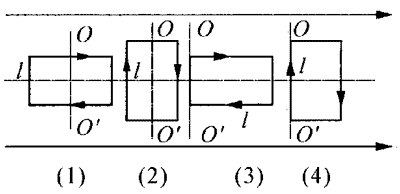 O O O O
l l l
O' O' O' O'
(1) (2) (3) (4)